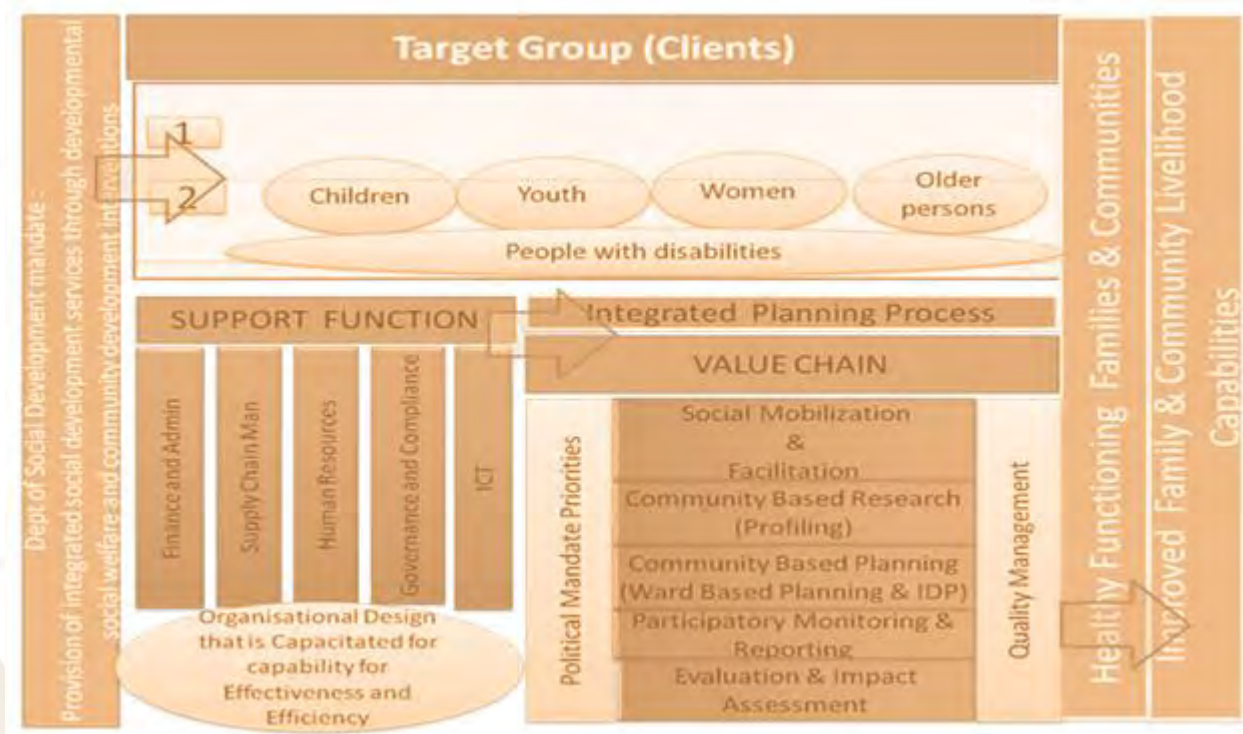 Dept of Social Development mandate -
Provision of integrated social development services through developmental
social welfare and community development interventions
Target Group (Clients)
1
2
Children
Youth
Women
Older
persons
People with disabilities
SUPPORT FUNCTION
Finance and Admin
Supply Chain Man
Human Resources
Governance and Compliance
ICT
Organisational Design
that is Capacitated for
capability for
Effectiveness and
Efficiency
Integrated Planning Process
VALUE CHAIN
Political Mandate Priorities
Social Mobilization
&
Facilitation
Community Based Research
(Profiling)
Community Based Planning
(Ward Based Planning & IDP)
Participatory Monitoring &
Reporting
Evaluation & Impact
Assessment
Quality Management
Healthy Functioning Families & Communities
Improved Family & Community Livelihood
Capabilities